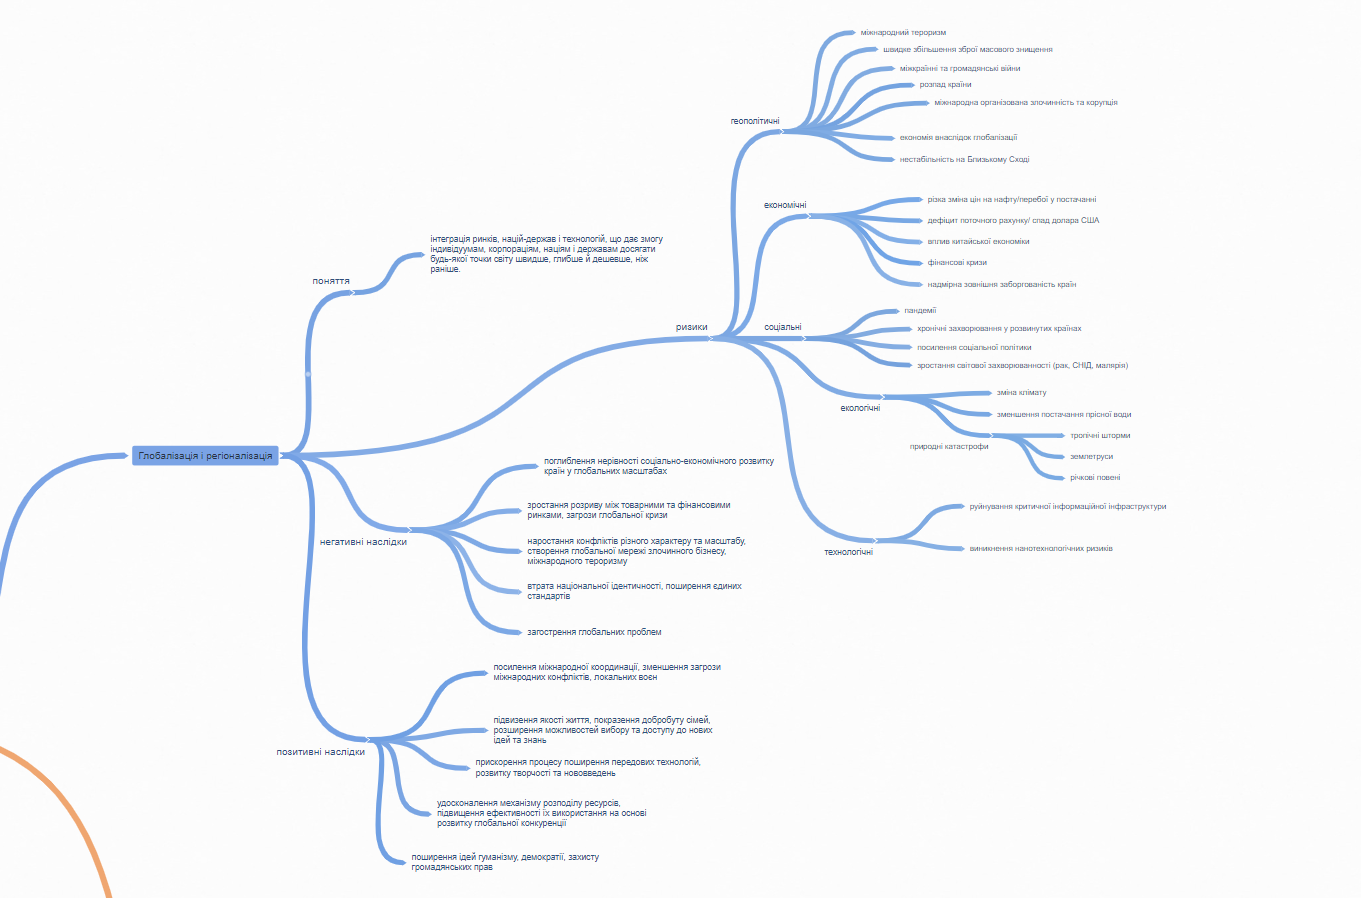 Глобалізація і регіоналізація
поняття
інтеграція ринків, націй-держав і технологій, що дає змогу
індивідуумам, корпораціям, націям і державам досягати
будь-якої точки світу швидше, глибше й дешевше, ніж
раніше.
ризики
геополітичні
міжнародний тероризм
швидке збільшення зброї масового знищення
міжкраїнні та громадянські війни
розпад країни
міжнародна організована злочинність та корупція
економія внаслідок глобалізації
нестабільність на Близькому Сході
економічні
різка зміна цін на нафту/перебої у постачанні
дефіцит поточного рахунку/ спад долара США
вплив китайської економіки
фінансові кризи
надмірна зовнішня заборгованість країн
соціальні
пандемії
хронічні захворювання у розвинутих країнах
посилення соціальної політики
зростання світової захворюванності (рак, СНІД, малярія)
екологічні
зміна клімату
зменшення постачання прісної води
природні катастрофи
тропічні шторми
землетруси
річкові повені
технологічні
руйнування критичної інформаційної інфраструктури
виникнення нанотехнологічних ризиків
негативні наслідки
поглиблення нерівності соціально-економічного розвитку
країн у глобальних масштабах
зростання розриву між товарними та фінансовими
ринками, загрози глобальної кризи
наростання конфліктів різного характеру та масштабу,
створення глобальної мережі злочинного бізнесу,
міжнародного тероризму
втрата національної ідентичності, поширення єдиних
стандартів
загострення глобальних проблем
позитивні наслідки
посилення міжнародної координації, зменшення загрози
міжнародних конфліктів, локальних воєн
підвизення якості життя, покразення добробуту сімей,
розширення можливостей вибору та доступу до нових
ідей та знань
прискорення процесу поширення передових технологій,
розвитку творчості та нововведень
удосконалення механізму розподілу ресурсів,
підвищення ефективності їх використання на основі
розвитку глобальної конкуренції
поширення ідей гуманізму, демократії, захисту
громадянських прав